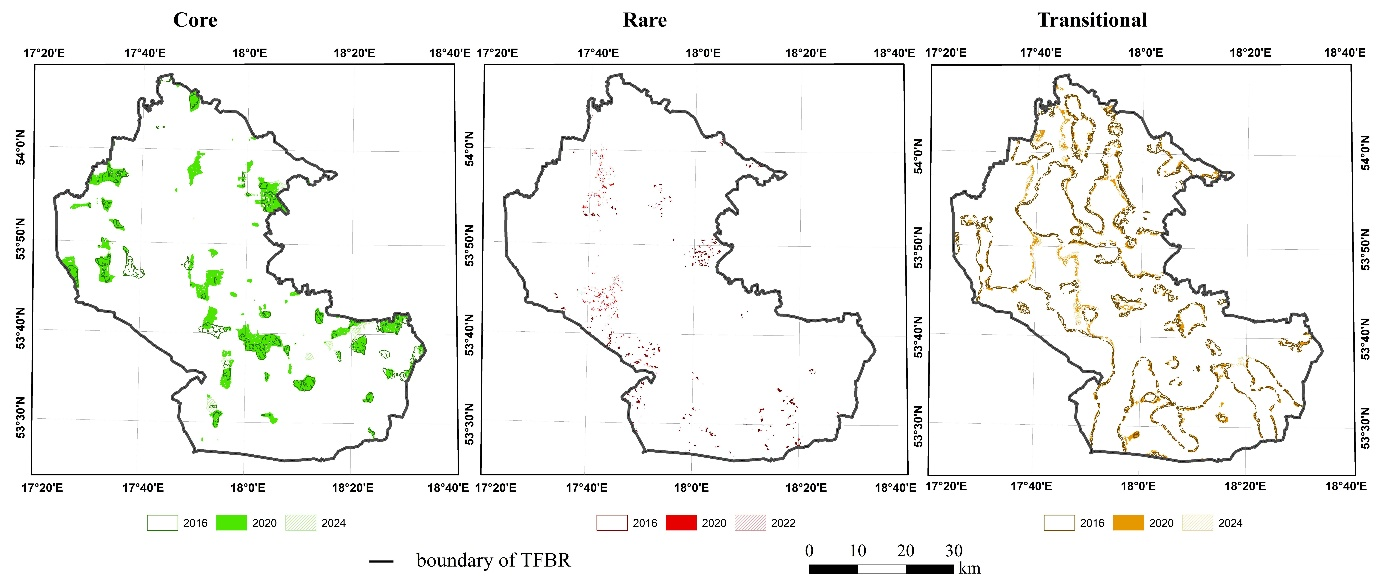 Core Rare Transitional
17°20'E 17°40'E 18°0'E 18°20'E 18°40'E 17°20'E 17°40'E 18°0'E 18°20'E 18°40'E 17°20'E 17°40'E 18°0'E 18°20'E 18°40'E
54°0'N 54°0'N 54°0'N
53°50'N 53°50'N 53°50'N
53°40'N 53°40'N 53°40'N
53°30'N 53°30'N 53°30'N
54°0'N
53°50'N
53°40'N
53°30'N
17°20'E 17°40'E 18°0'E 18°20'E 18°40'E 17°20'E 17°40'E 18°0'E 18°20'E 18°40'E 17°20'E 17°40'E 18°0'E 18°20'E 18°40'E
2016 2020 2024 2016 2020 2022 2016 2020 2024
boundary of TFBR
0 10 20 30
km